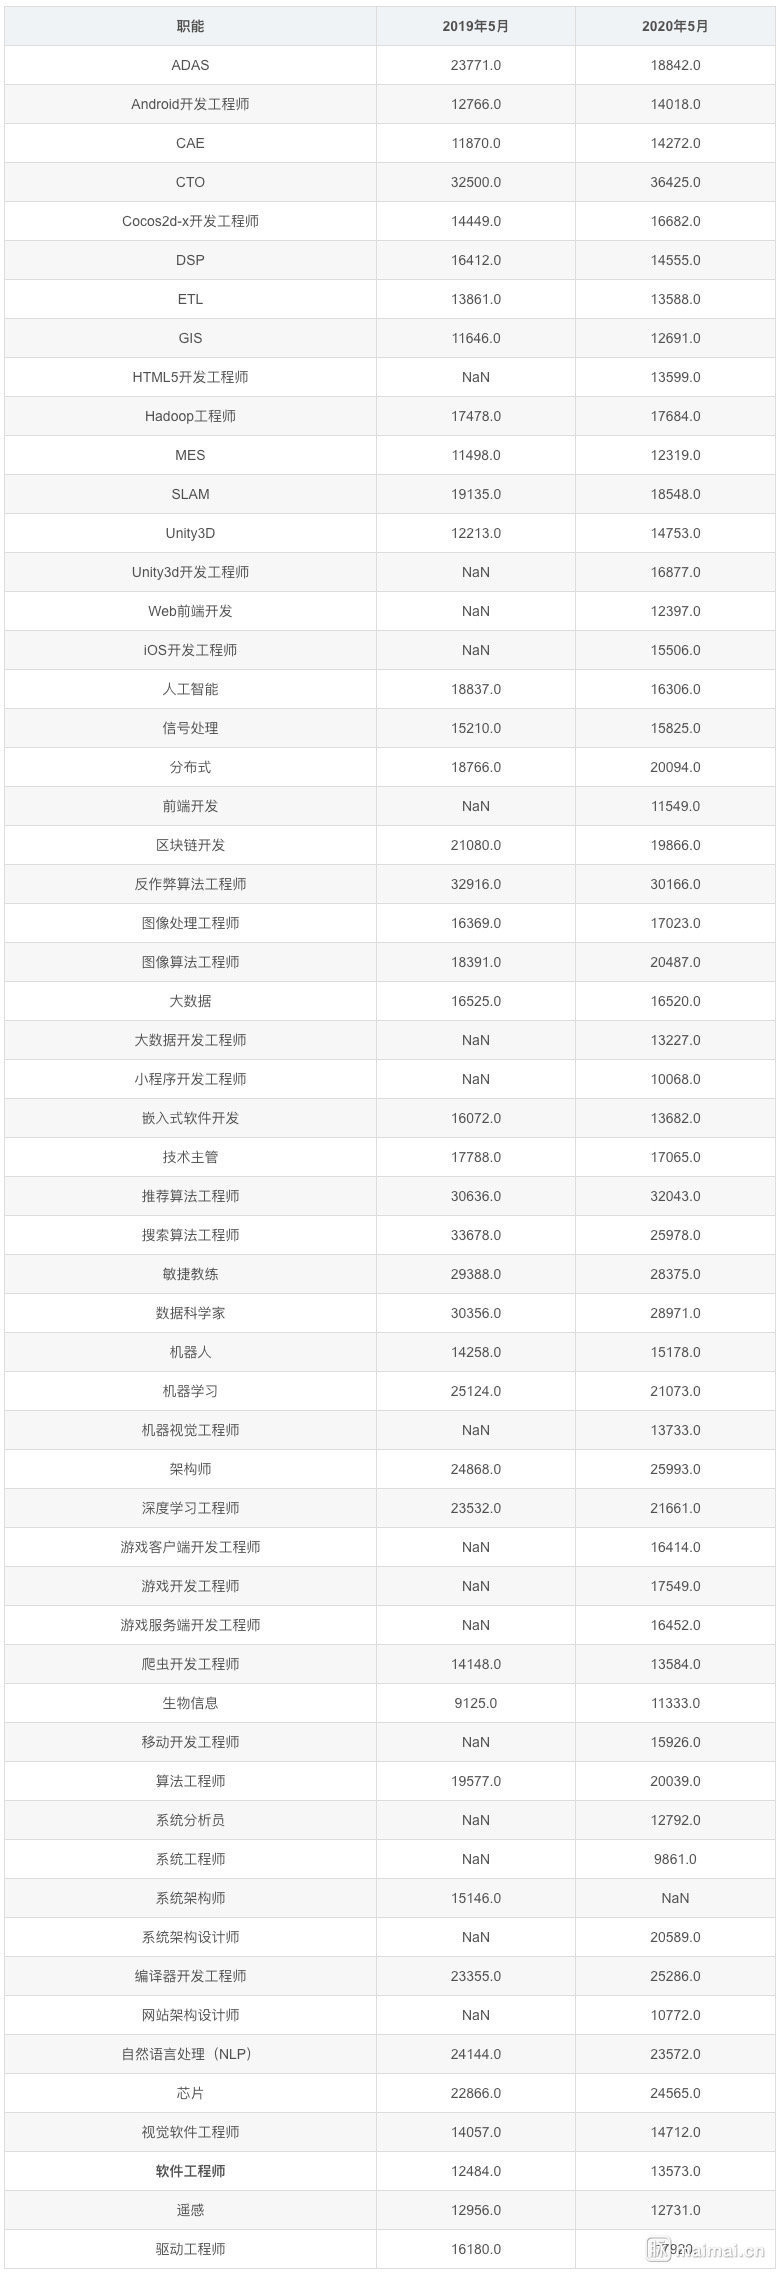 职能 2019年5月 2020年5月
ADAS 23771.0 18842.0
Android开发工程师 12766.0 14018.0
CAE 11870.0 14272.0
CTO 32500.0 36425.0
Cocos2d-x开发工程师 14449.0 16682.0
DSP 16412.0 14555.0
ETL 13861.0 13588.0
GIS 11646.0 12691.0
HTML5开发工程师 NaN 13599.0
Hadoop工程师 17478.0 17684.0
MES 11498.0 12319.0
SLAM 19135.0 18548.0
Unity3D 12213.0 14753.0
Unity3d开发工程师 NaN 16877.0
Web前端开发 NaN 12397.0
iOS开发工程师 NaN 15506.0
人工智能 18837.0 16306.0
信号处理 15210.0 15825.0
分布式 18766.0 20094.0
前端开发 NaN 11549.0
区块链开发 21080.0 19866.0
反作弊算法工程师 32916.0 30166.0
图像处理工程师 16369.0 17023.0
图像算法工程师 18391.0 20487.0
大数据 16525.0 16520.0
大数据开发工程师 NaN 13227.0
小程序开发工程师 NaN 10068.0
嵌入式软件开发 16072.0 13682.0
技术主管 17788.0 17065.0
推荐算法工程师 30636.0 32043.0
搜索算法工程师 33678.0 25978.0
敏捷教练 29388.0 28375.0
数据科学家 30356.0 28971.0
机器人 14258.0 15178.0
机器学习 25124.0 21073.0
机器视觉工程师 NaN 13733.0
架构师 24868.0 25993.0
深度学习工程师 23532.0 21661.0
游戏客户端开发工程师 NaN 16414.0
游戏开发工程师 NaN 17549.0
游戏服务端开发工程师 NaN 16452.0
爬虫开发工程师 14148.0 13584.0
生物信息 9125.0 11333.0
移动开发工程师 NaN 15926.0
算法工程师 19577.0 20039.0
系统分析员 NaN 12792.0
系统工程师 NaN 9861.0
系统架构师 15146.0 NaN
系统架构设计师 NaN 20589.0
编译器开发工程师 23355.0 25286.0
网站架构设计师 NaN 10772.0
自然语言处理（NLP） 24144.0 23572.0
芯片 22866.0 24565.0
视觉软件工程师 14057.0 14712.0
软件工程师 12484.0 13573.0
遥感 12956.0 12731.0
驱动工程师 16180.0
脉 maimai.cn